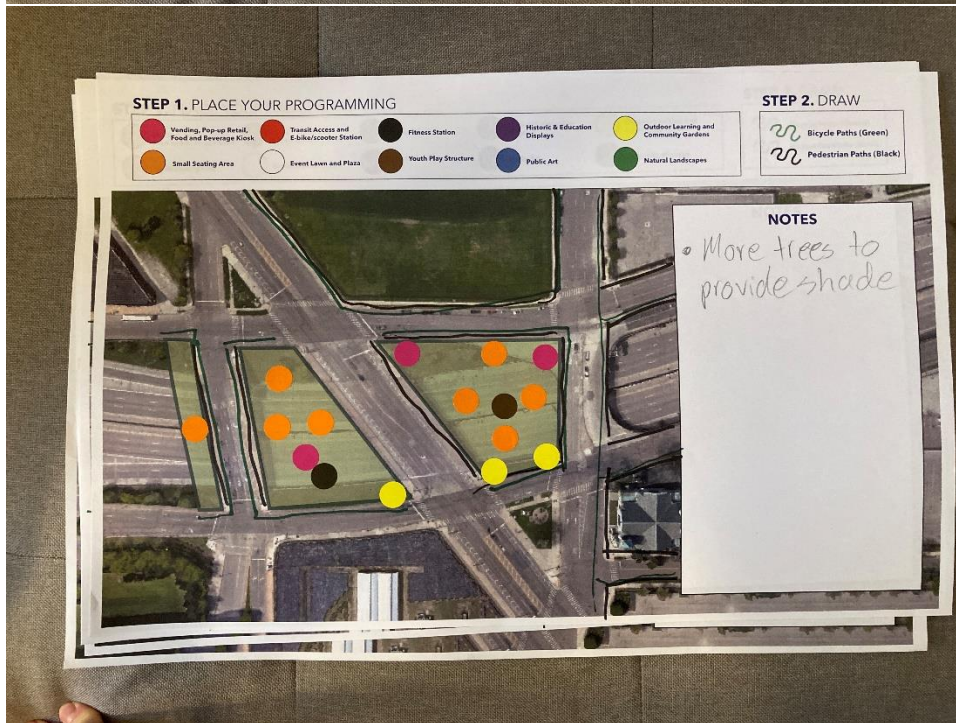 STEP 1. PLACE YOUR PROGRAMMING
Vending, Pop-up Retail,
Food and Beverage Kiosk
Transit Access and
E-bike/scooter Station
Fitness Station
Historic & Education
Displays
Outdoor Learning and
Community Gardens
Small Seating Area
Event Lawn and Plaza
Youth Play Structure
Public Art
Natural Landscapes
STEP 2. DRAW
Bicycle Paths (Green)
Pedestrian Paths (Black)
NOTES
• More trees to
provide shade